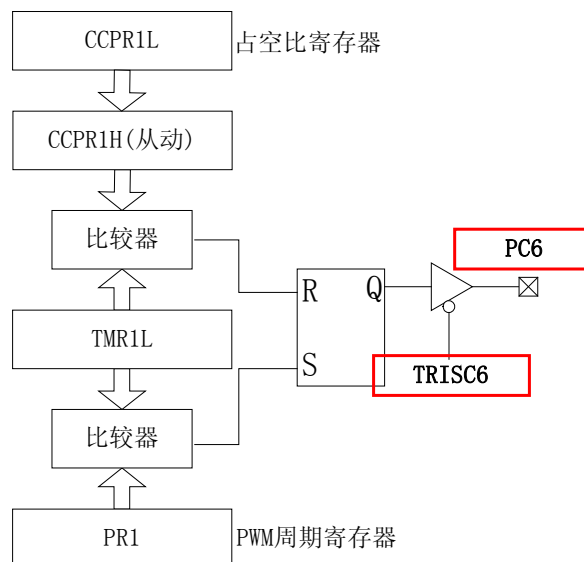 CCPR1L
占空比寄存器
CCPR1H(从动)
比较器
PC6
R
Q
TMR1L
S
TRISC6
比较器
PR1
PWM周期寄存器